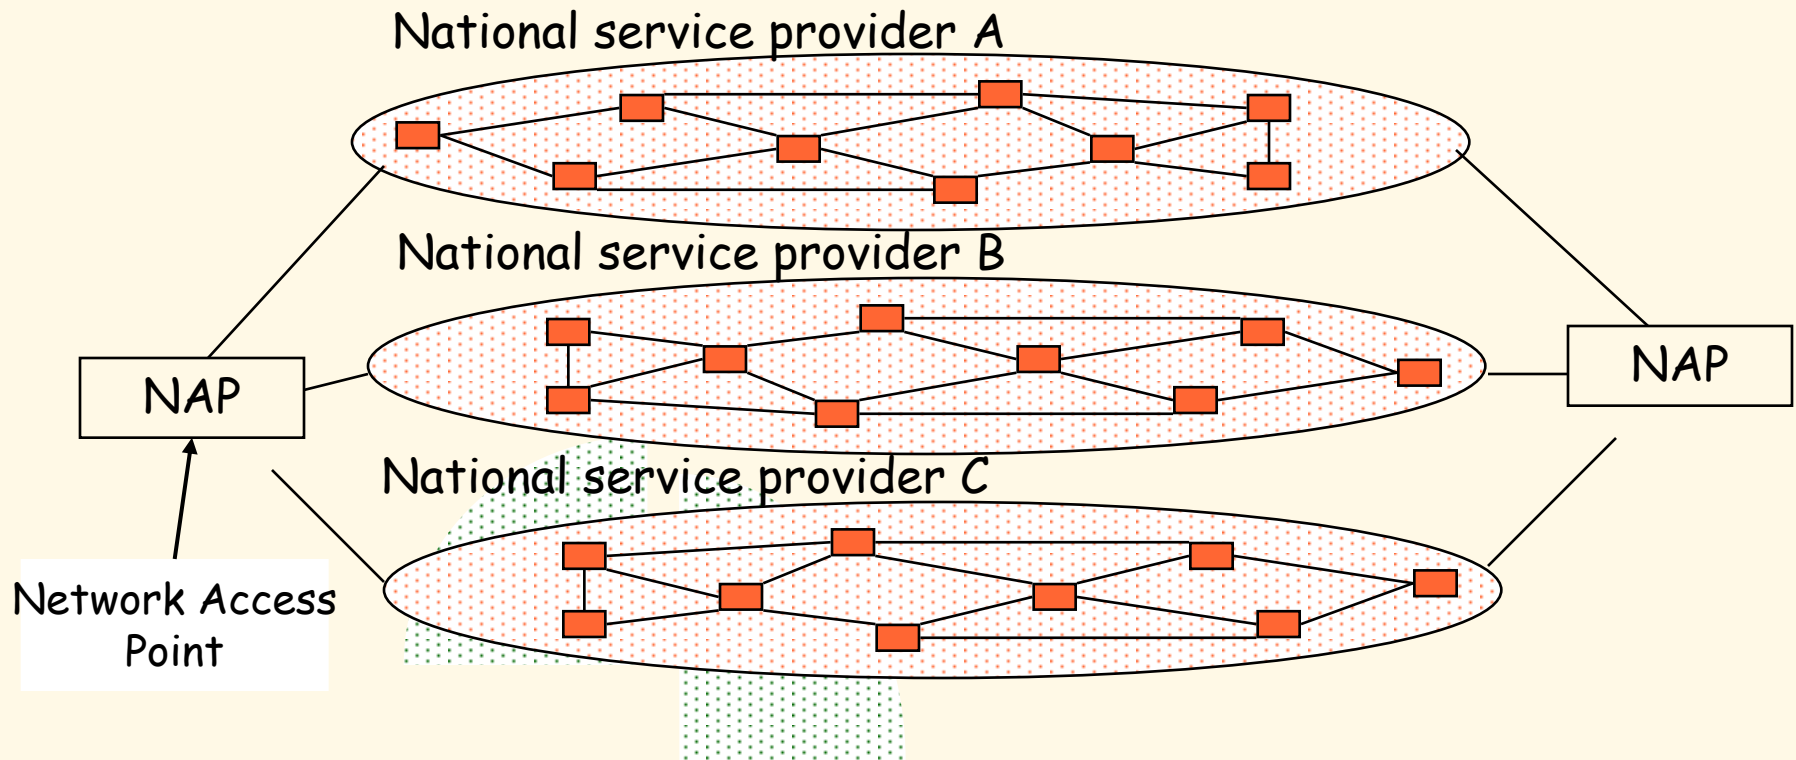 National service provider A
National service provider B
NAP
NAP
National service provider C
Network Access
Point